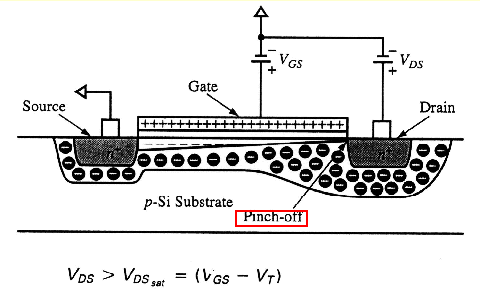 − V_GS
+
− V_DS
+
Gate
Source
Drain
+++++++++++++++++++++++++
n⁺
n⁺
p-Si Substrate
Pinch-off
V_DS > V_DS_sat = (V_GS − V_T)